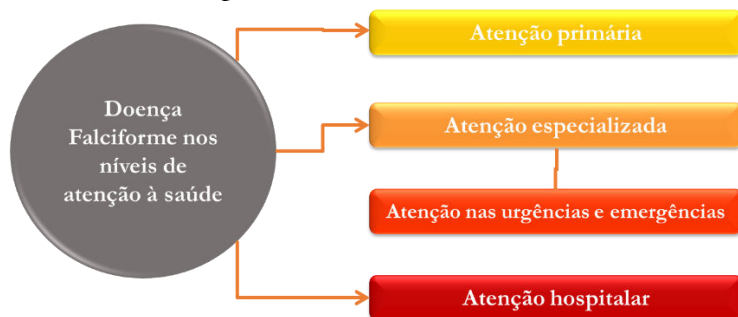 Doença
Falciforme nos
níveis de
atenção à saúde
Atenção primária
Atenção especializada
Atenção nas urgências e emergências
Atenção hospitalar